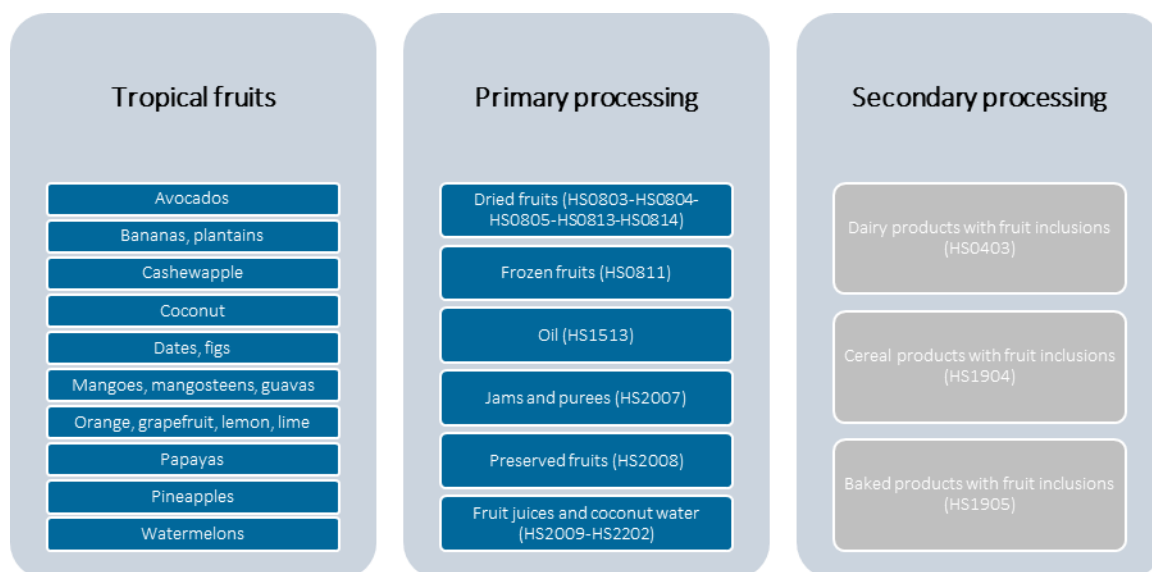 Tropical fruits
Avocados
Bananas, plantains
Cashewapple
Coconut
Dates, figs
Mangoes, mangosteens, guavas
Orange, grapefruit, lemon, lime
Papayas
Pineapples
Watermelons
Primary processing
Dried fruits (HS0803-HS0804-
HS0805-HS0813-HS0814)
Frozen fruits (HS0811)
Oil (HS1513)
Jams and purees (HS2007)
Preserved fruits (HS2008)
Fruit juices and coconut water
(HS2009-HS2202)
Secondary processing
Dairy products with fruit inclusions
(HS0403)
Cereal products with fruit inclusions
(HS1904)
Baked products with fruit inclusions
(HS1905)